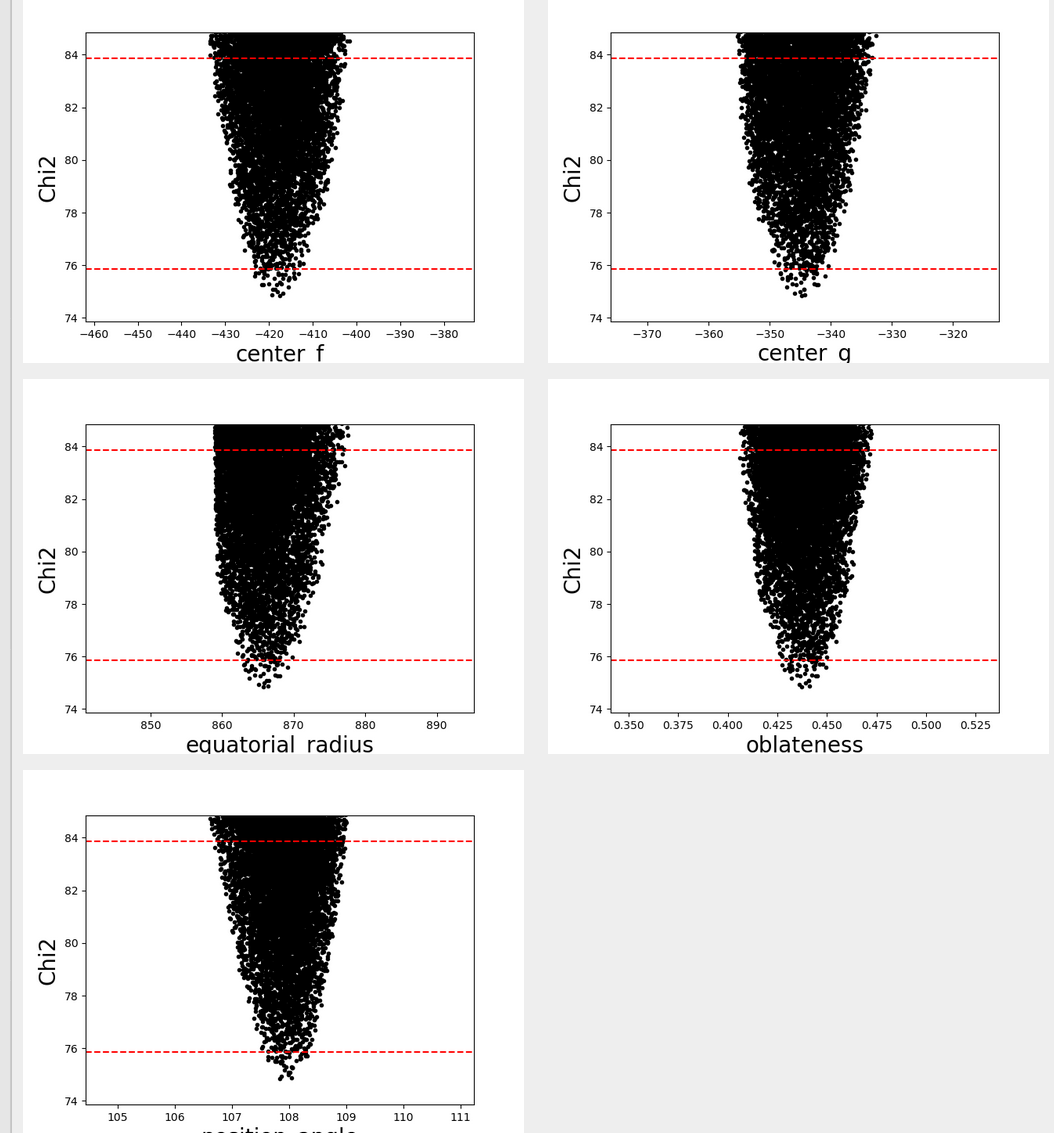 84
82
80
78
76
74
Chi2
−460 −450 −440 −430 −420 −410 −400 −390 −380
center_f
84
82
80
78
76
74
Chi2
−370 −360 −350 −340 −330 −320
center_g
84
82
80
78
76
74
Chi2
850 860 870 880 890
equatorial_radius
84
82
80
78
76
74
Chi2
0.350 0.375 0.400 0.425 0.450 0.475 0.500 0.525
oblateness
84
82
80
78
76
74
Chi2
105 106 107 108 109 110 111
position_angle